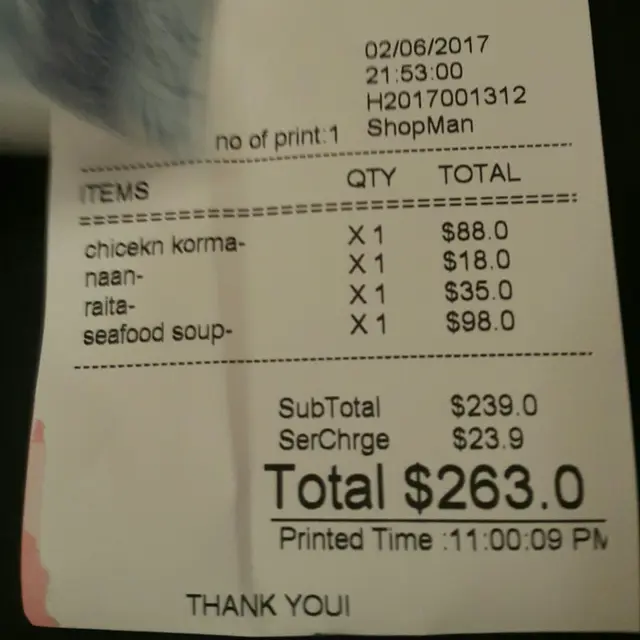 02/06/2017
21:53:00
H2017001312
no of print:1 ShopMan
ITEMS QTY TOTAL
chicekn korma- X 1 $88.0
naan- X 1 $18.0
raita- X 1 $35.0
seafood soup- X 1 $98.0
SubTotal $239.0
SerChrge $23.9
Total $263.0
Printed Time :11:00:09 PM
THANK YOU!